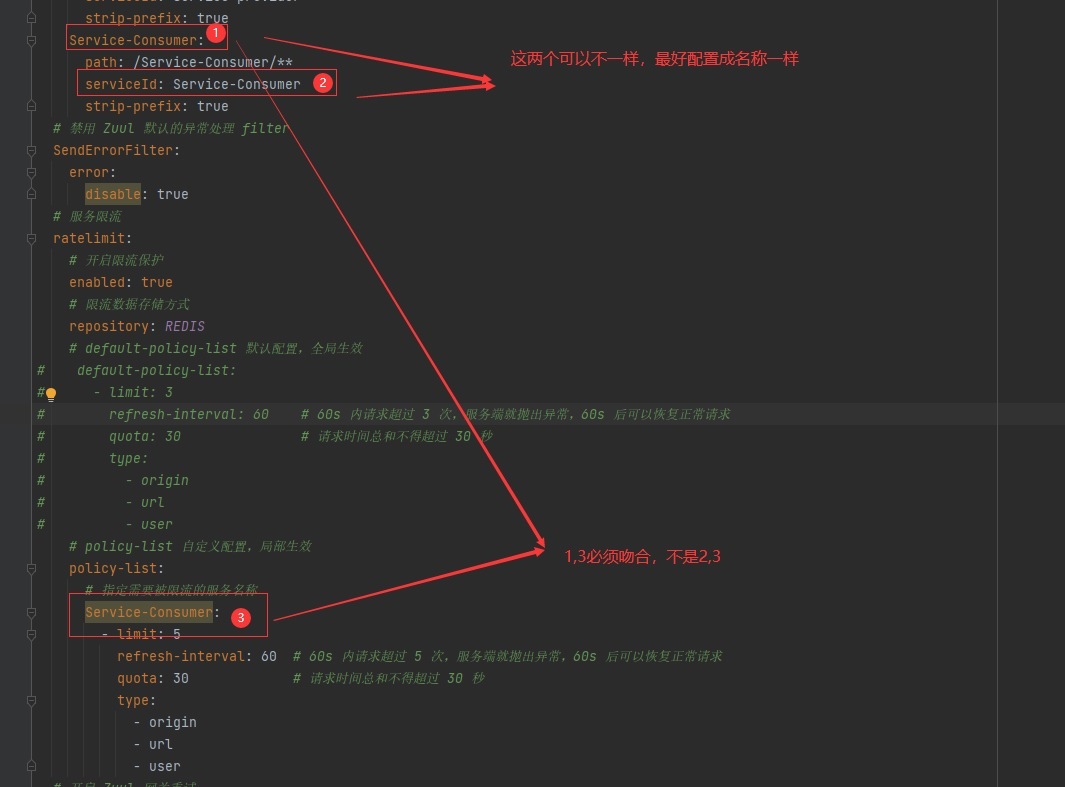 strip-prefix: true
Service-Consumer: 1
path: /Service-Consumer/**
这两个可以不一样，最好配置成名称一样
serviceId: Service-Consumer 2
strip-prefix: true
# 禁用 Zuul 默认的异常处理 filter
SendErrorFilter:
error:
disable: true
# 服务限流
ratelimit:
# 开启限流保护
enabled: true
# 限流数据存储方式
repository: REDIS
# default-policy-list 默认配置，全局生效
# default-policy-list:
# - limit: 3
# refresh-interval: 60 # 60s 内请求超过 3 次，服务端就抛出异常，60s 后可以恢复正常请求
# quota: 30 # 请求时间总和不得超过 30 秒
# type:
# - origin
# - url
# - user
# policy-list 自定义配置，局部生效
1,3必须吻合，不是2,3
policy-list:
# 指定需要被限流的服务名称
Service-Consumer: 3
- limit: 5
refresh-interval: 60 # 60s 内请求超过 5 次，服务端就抛出异常，60s 后可以恢复正常请求
quota: 30 # 请求时间总和不得超过 30 秒
type:
- origin
- url
- user
# 开启 Zuul 网关重试